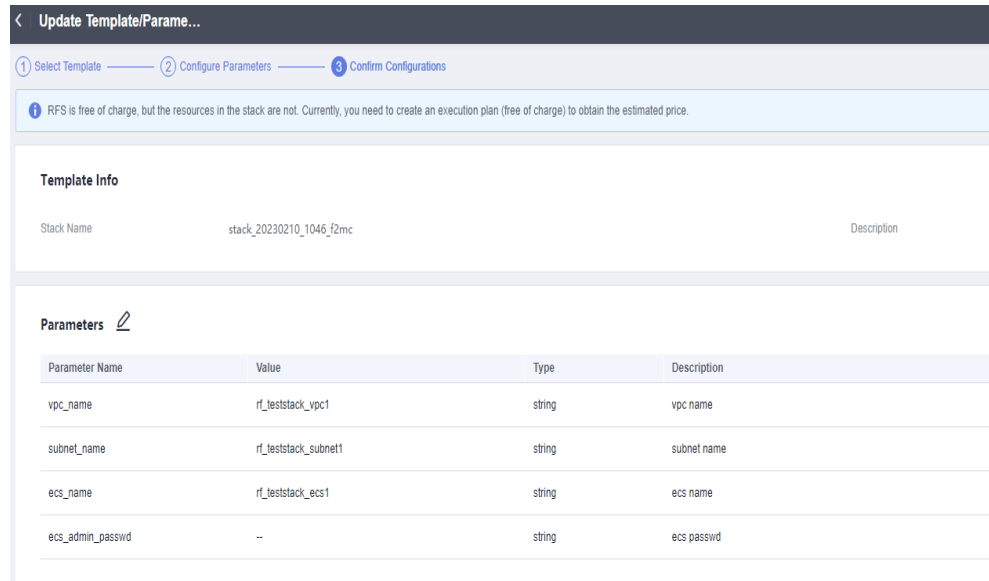 Update Template/Parame...
1 Select Template 2 Configure Parameters 3 Confirm Configurations
RFS is free of charge, but the resources in the stack are not. Currently, you need to create an execution plan (free of charge) to obtain the estimated price.
Template Info
Stack Name stack_20230210_1046_f2mc Description
Parameters
Parameter Name Value Type Description
vpc_name rf_teststack_vpc1 string vpc name
subnet_name rf_teststack_subnet1 string subnet name
ecs_name rf_teststack_ecs1 string ecs name
ecs_admin_passwd -- string ecs passwd